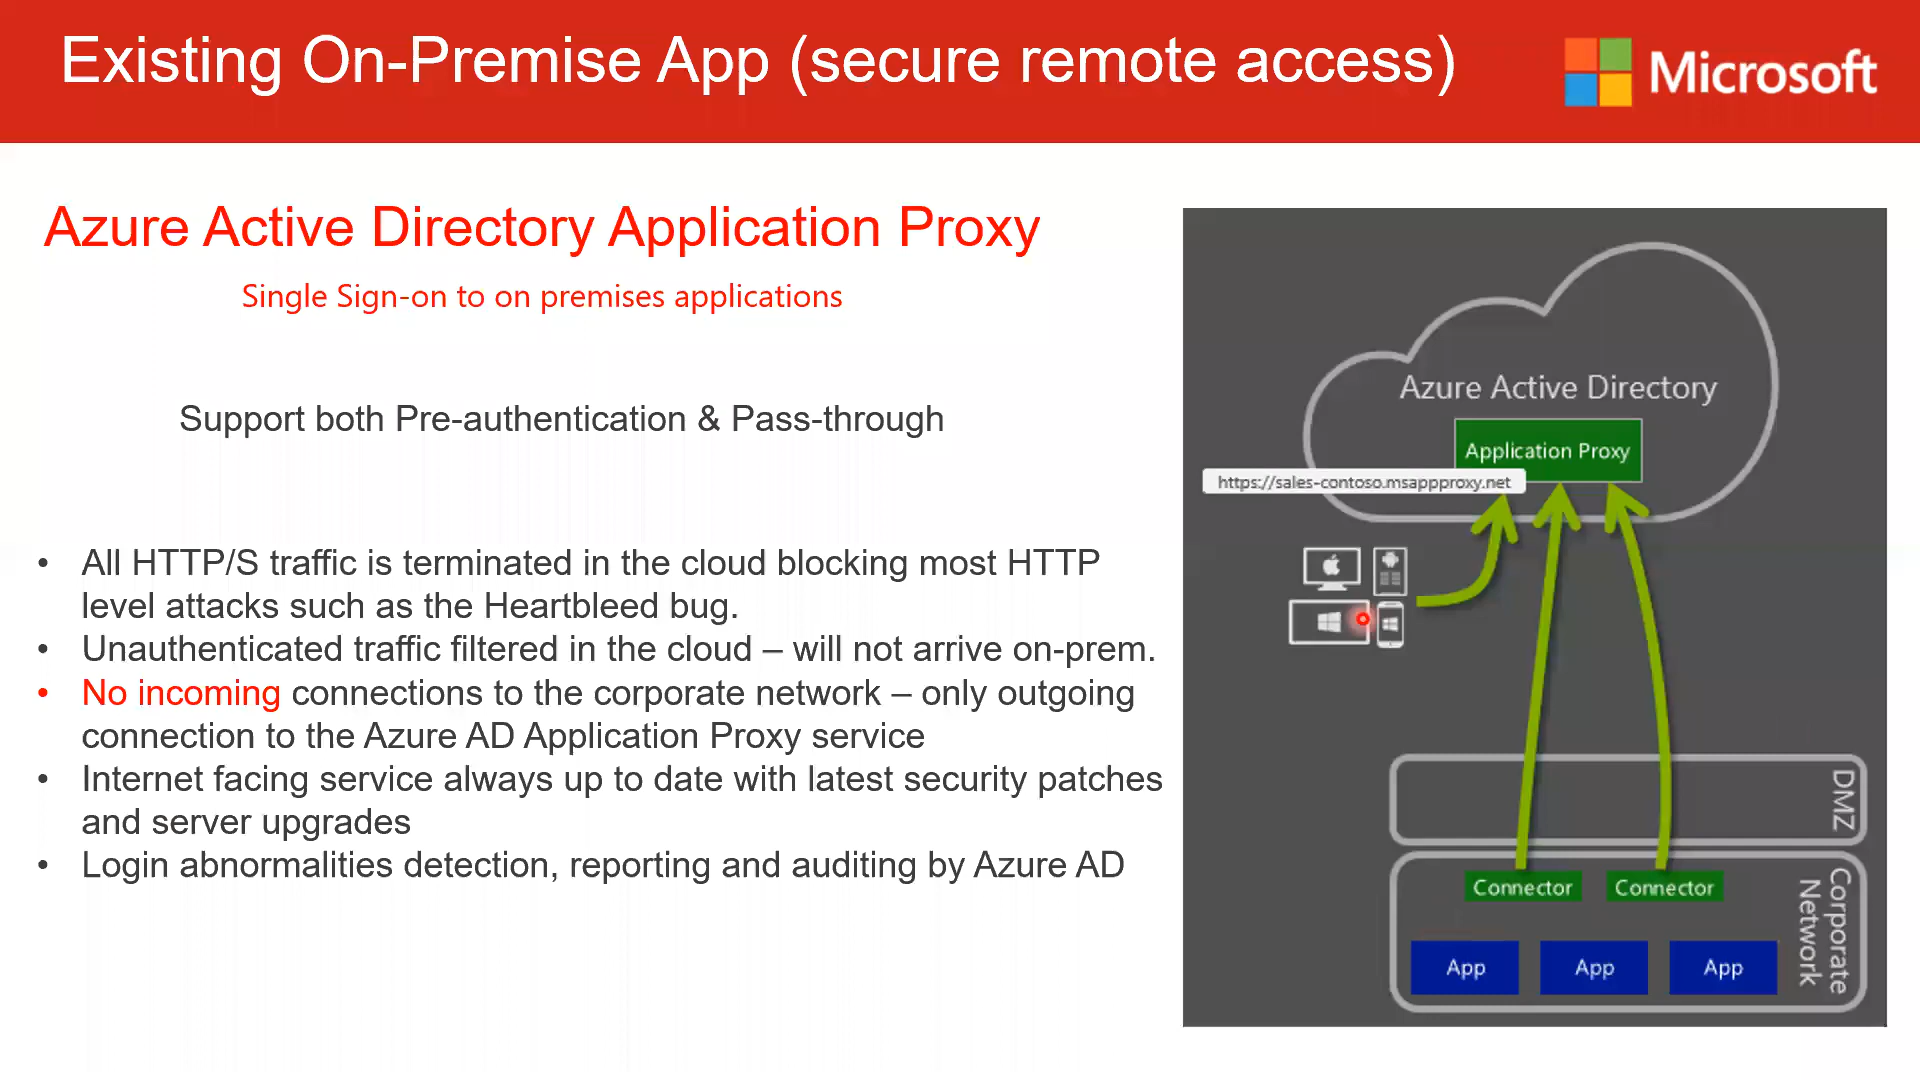 Existing On-Premise App (secure remote access)
Microsoft
Azure Active Directory Application Proxy
Single Sign-on to on premises applications
Support both Pre-authentication & Pass-through
• All HTTP/S traffic is terminated in the cloud blocking most HTTP
level attacks such as the Heartbleed bug.
• Unauthenticated traffic filtered in the cloud – will not arrive on-prem.
• No incoming connections to the corporate network – only outgoing
connection to the Azure AD Application Proxy service
• Internet facing service always up to date with latest security patches
and server upgrades
• Login abnormalities detection, reporting and auditing by Azure AD
Azure Active Directory
Application Proxy
https://sales-contoso.msappproxy.net
DMZ
Corporate
Network
Connector
Connector
App
App
App